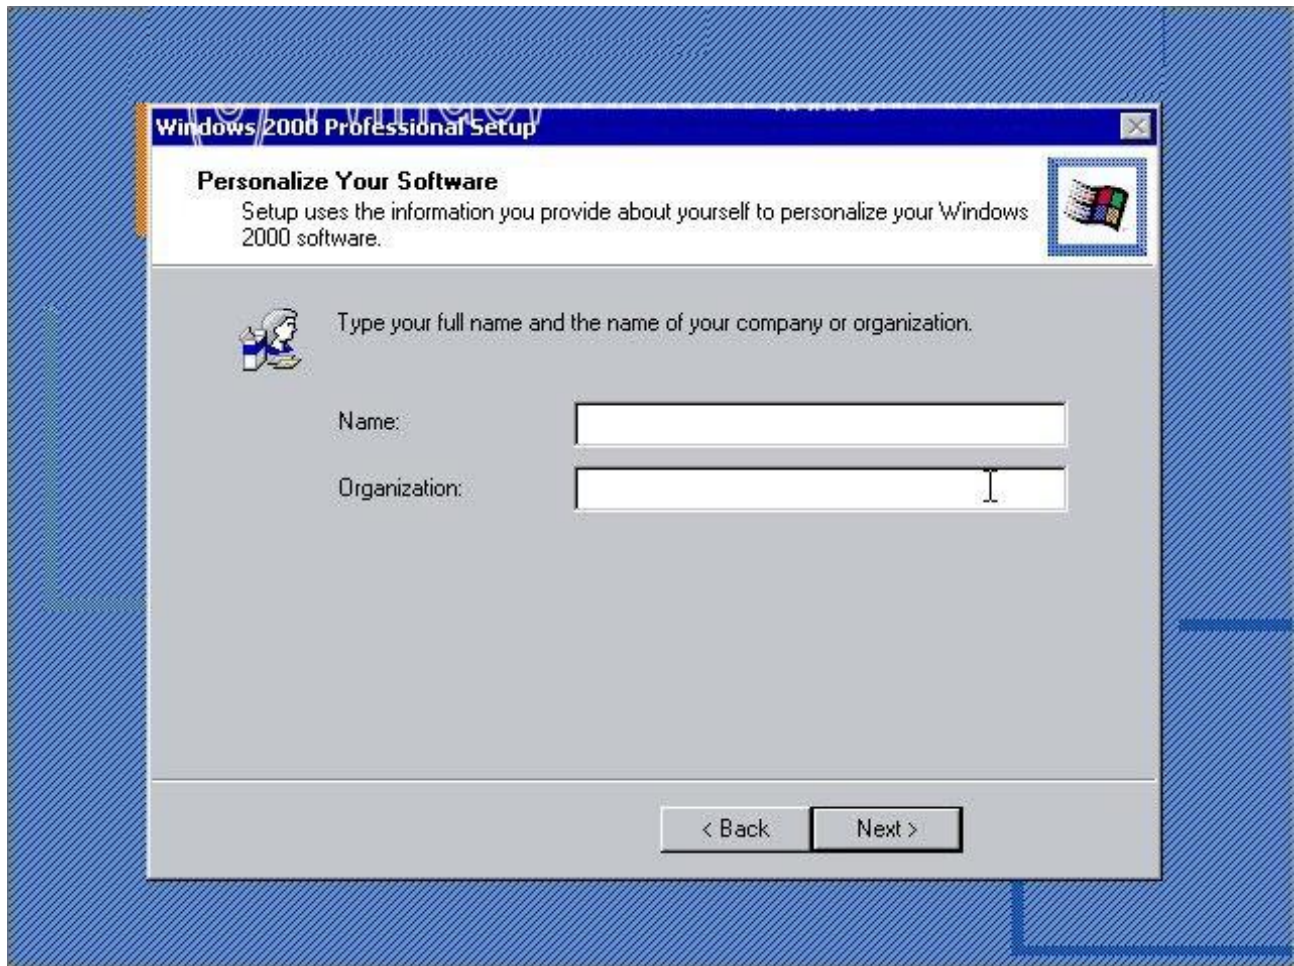 Windows 2000 Professional Setup
Personalize Your Software
Setup uses the information you provide about yourself to personalize your Windows
2000 software.
Type your full name and the name of your company or organization.
Name:
Organization:
< Back
Next >